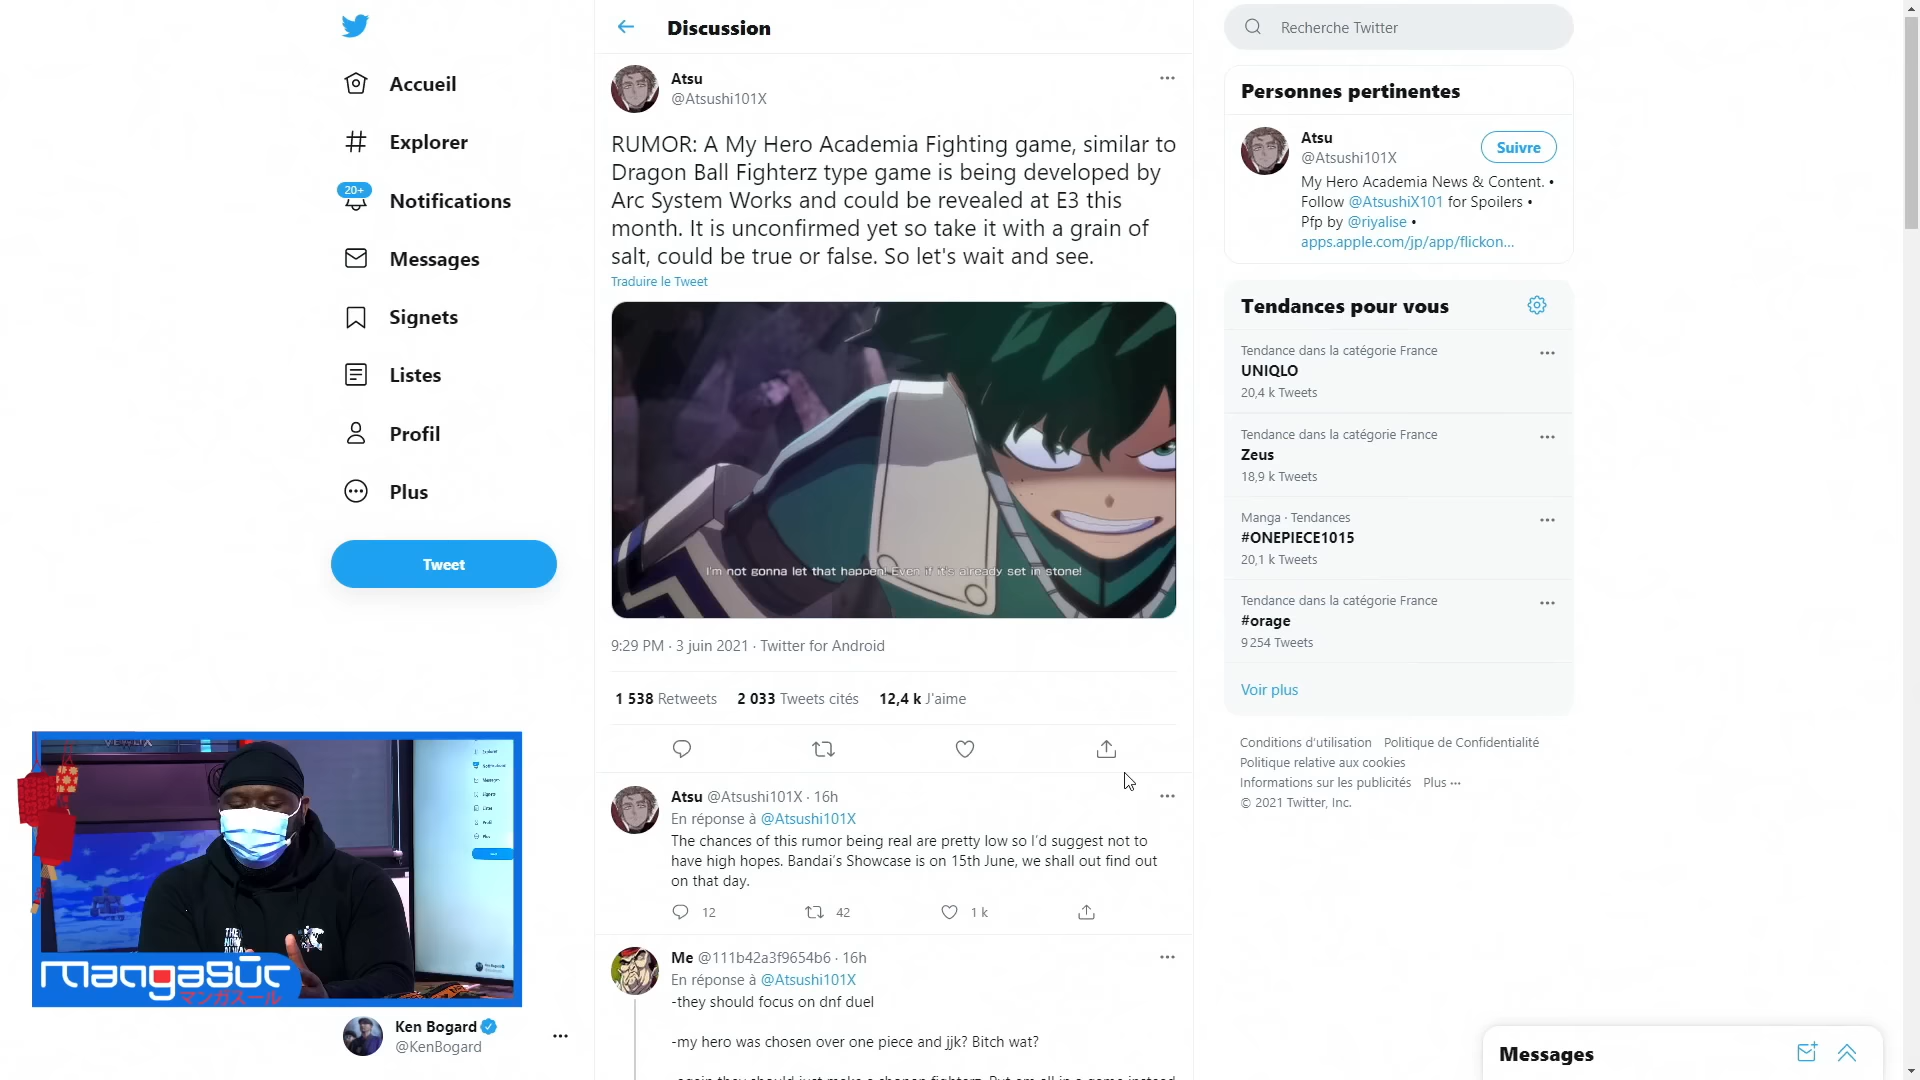 Accueil
Explorer
20+
Notifications
Messages
Signets
Listes
Profil
Plus
Tweet
Discussion
Atsu
@Atsushi101X
RUMOR: A My Hero Academia Fighting game, similar to
Dragon Ball Fighterz type game is being developed by
Arc System Works and could be revealed at E3 this
month. It is unconfirmed yet so take it with a grain of
salt, could be true or false. So let's wait and see.
Traduire le Tweet
I'm not gonna let that happen! Even if it's already set in stone!
9:29 PM · 3 juin 2021 · Twitter for Android
1 538 Retweets 2 033 Tweets cités 12,4 k J'aime
Atsu @Atsushi101X · 16h
En réponse à @Atsushi101X
The chances of this rumor being real are pretty low so I'd suggest not to
have high hopes. Bandai's Showcase is on 15th June, we shall out find out
on that day.
12 42 1 k
Me @111b42a3f9654b6 · 16h
En réponse à @Atsushi101X
-they should focus on dnf duel
-my hero was chosen over one piece and jjk? Bitch wat?
Recherche Twitter
Personnes pertinentes
Atsu
@Atsushi101X
Suivre
My Hero Academia News & Content. •
Follow @AtsushiX101 for Spoilers •
Pfp by @riyalise •
apps.apple.com/jp/app/flickon...
Tendances pour vous
Tendance dans la catégorie France
UNIQLO
20,4 k Tweets
Tendance dans la catégorie France
Zeus
18,9 k Tweets
Manga · Tendances
#ONEPIECE1015
20,1 k Tweets
Tendance dans la catégorie France
#orage
9 254 Tweets
Voir plus
Conditions d'utilisation Politique de Confidentialité
Politique relative aux cookies
Informations sur les publicités Plus ···
© 2021 Twitter, Inc.
Messages
mangasūr
マンガスール
Ken Bogard
@KenBogard